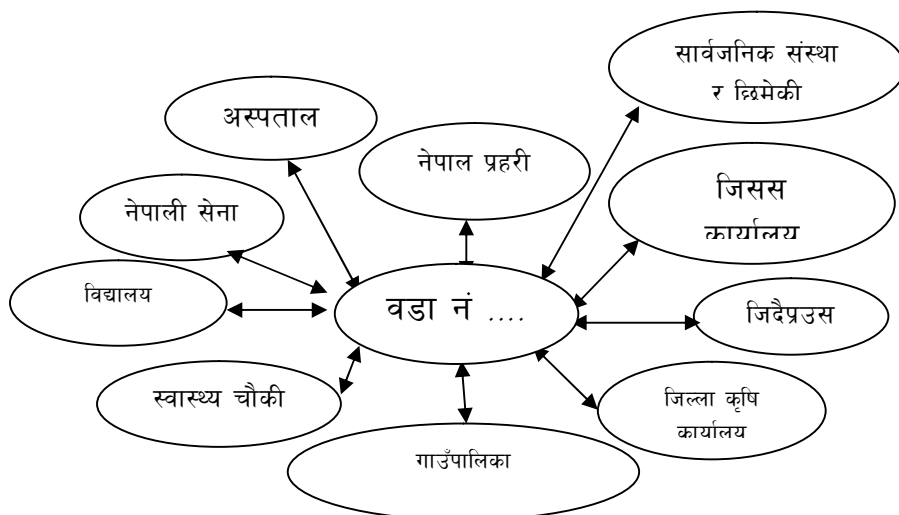 सार्वजनिक संस्था
र छिमेकी
अस्पताल
नेपाल प्रहरी
जिसस
कार्यालय
नेपाली सेना
विद्यालय
वडा नं ....
जिदैप्रउस
स्वास्थ्य चौकी
जिल्ला कृषि
कार्यालय
गाउँपालिका